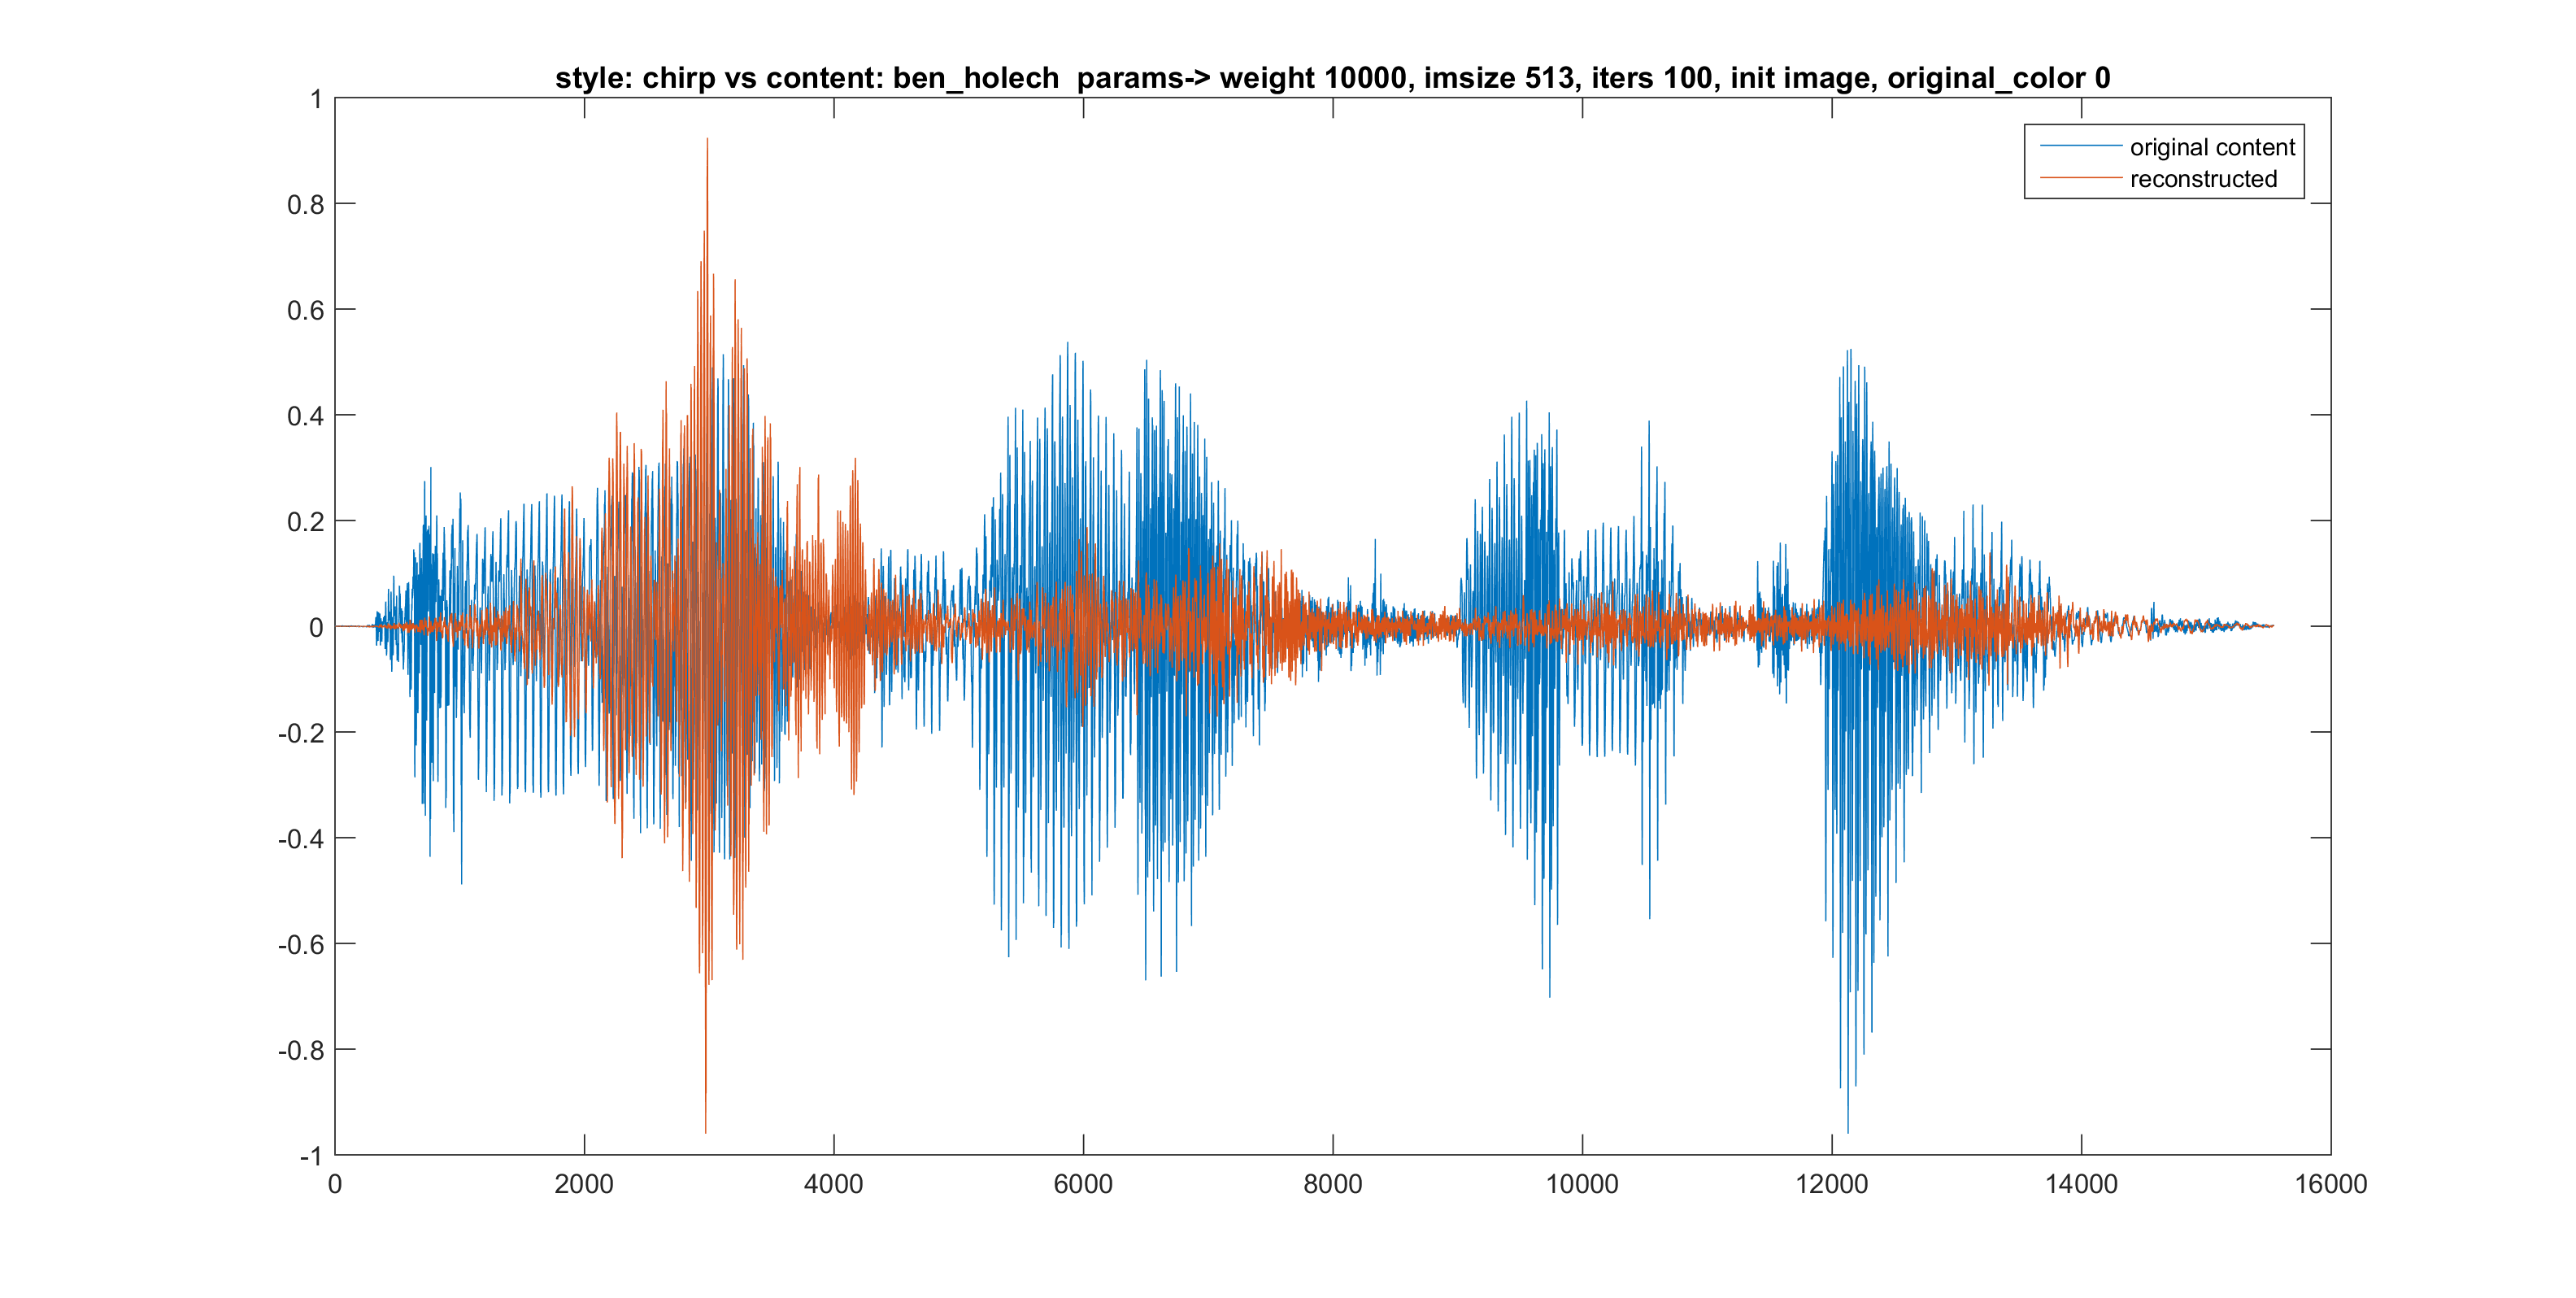 style: chirp vs content: ben_holech  params-> weight 10000, imsize 513, iters 100, init image, original_color 0
original content
reconstructed
1
0.8
0.6
0.4
0.2
0
-0.2
-0.4
-0.6
-0.8
-1
0 2000 4000 6000 8000 10000 12000 14000 16000